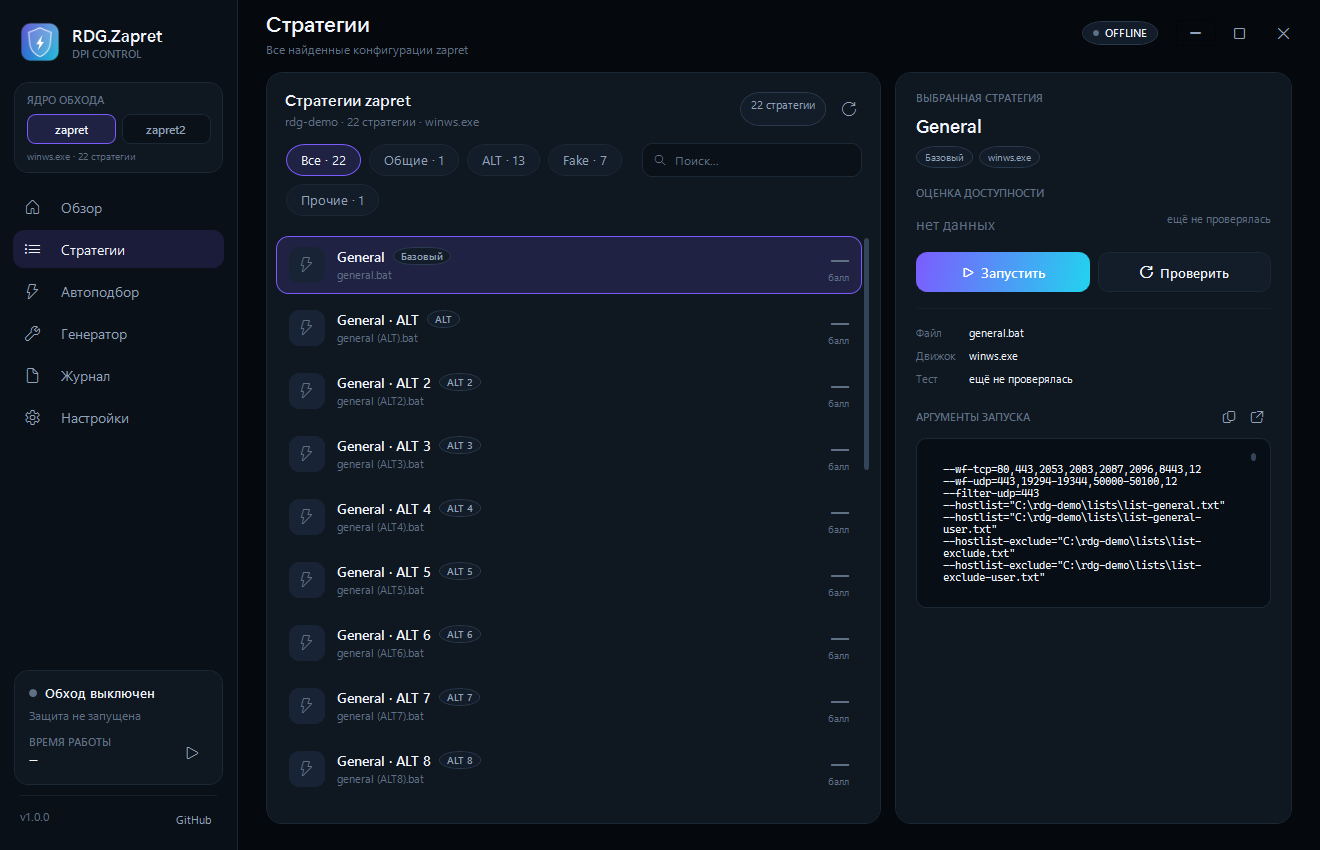 RDG.Zapret
DPI CONTROL
ЯДРО ОБХОДА
zapret
zapret2
winws.exe · 22 стратегии
Обзор
Стратегии
Автоподбор
Генератор
Журнал
Настройки
Обход выключен
Защита не запущена
ВРЕМЯ РАБОТЫ
—
v1.0.0
GitHub
Стратегии
Все найденные конфигурации zapret
OFFLINE
Стратегии zapret
rdg-demo · 22 стратегии · winws.exe
22 стратегии
Все · 22
Общие · 1
ALT · 13
Fake · 7
Поиск...
Прочие · 1
General Базовый
general.bat
—
балл
General · ALT ALT
general (ALT).bat
—
балл
General · ALT 2 ALT 2
general (ALT2).bat
—
балл
General · ALT 3 ALT 3
general (ALT3).bat
—
балл
General · ALT 4 ALT 4
general (ALT4).bat
—
балл
General · ALT 5 ALT 5
general (ALT5).bat
—
балл
General · ALT 6 ALT 6
general (ALT6).bat
—
балл
General · ALT 7 ALT 7
general (ALT7).bat
—
балл
General · ALT 8 ALT 8
general (ALT8).bat
—
балл
ВЫБРАННАЯ СТРАТЕГИЯ
General
Базовый
winws.exe
ОЦЕНКА ДОСТУПНОСТИ
нет данных
ещё не проверялась
Запустить
Проверить
Файл general.bat
Движок winws.exe
Тест ещё не проверялась
АРГУМЕНТЫ ЗАПУСКА
--wf-tcp=80,443,2053,2083,2087,2096,8443,12
--wf-udp=443,19294-19344,50000-50100,12
--filter-udp=443
--hostlist="C:\rdg-demo\lists\list-general.txt"
--hostlist="C:\rdg-demo\lists\list-general-
user.txt"
--hostlist-exclude="C:\rdg-demo\lists\list-
exclude.txt"
--hostlist-exclude="C:\rdg-demo\lists\list-
exclude-user.txt"